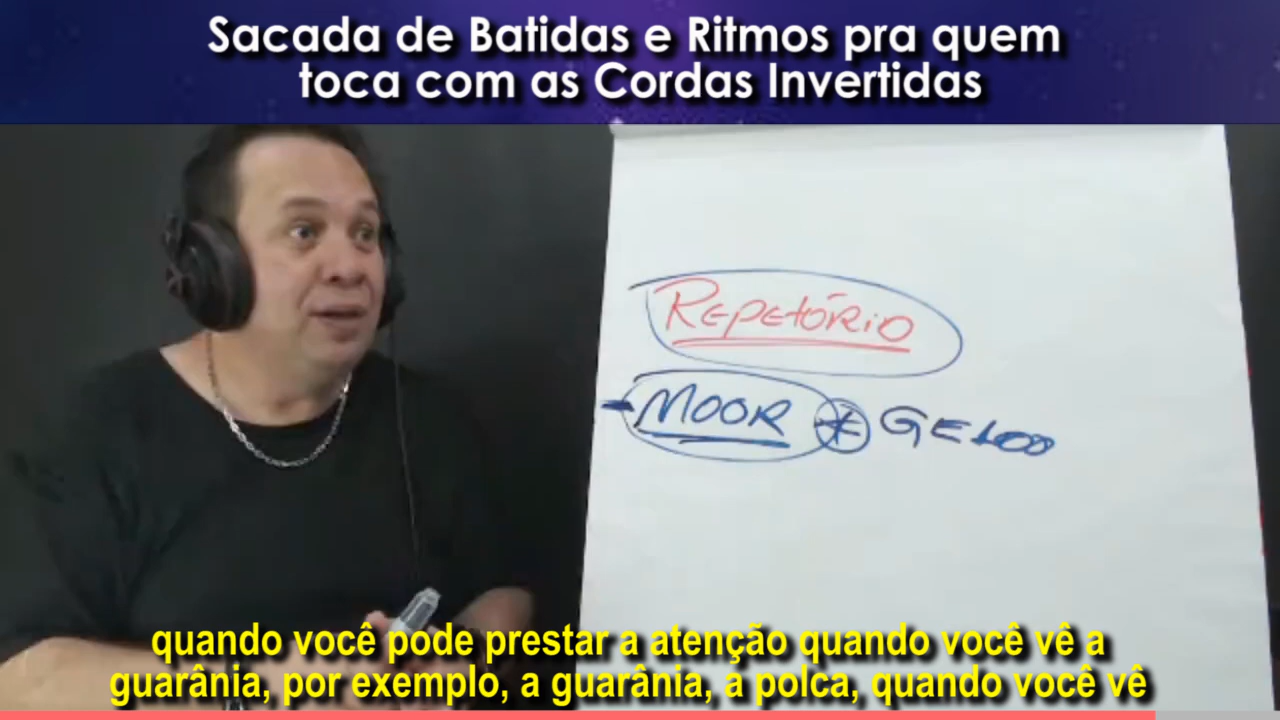 Sacada de Batidas e Ritmos pra quem
toca com as Cordas Invertidas
REPETÓRIO
- MOOR
quando você pode prestar a atenção quando você vê a
guarânia, por exemplo, a guarânia, a polca, quando você vê